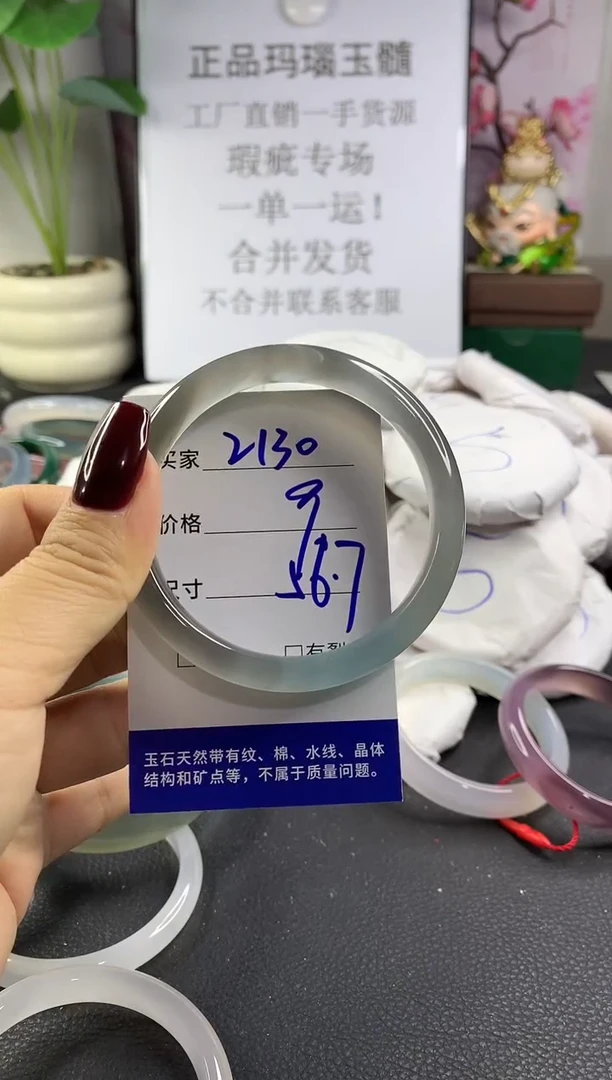 正品玛瑙玉髓
工厂直销一手货源
瑕疵专场
一单一运！
合并发货
不合并联系客服
买家 2130
价格 9
尺寸 56.7
□ □有裂
玉石天然带有纹、棉、水线、晶体
结构和矿点等，不属于质量问题。